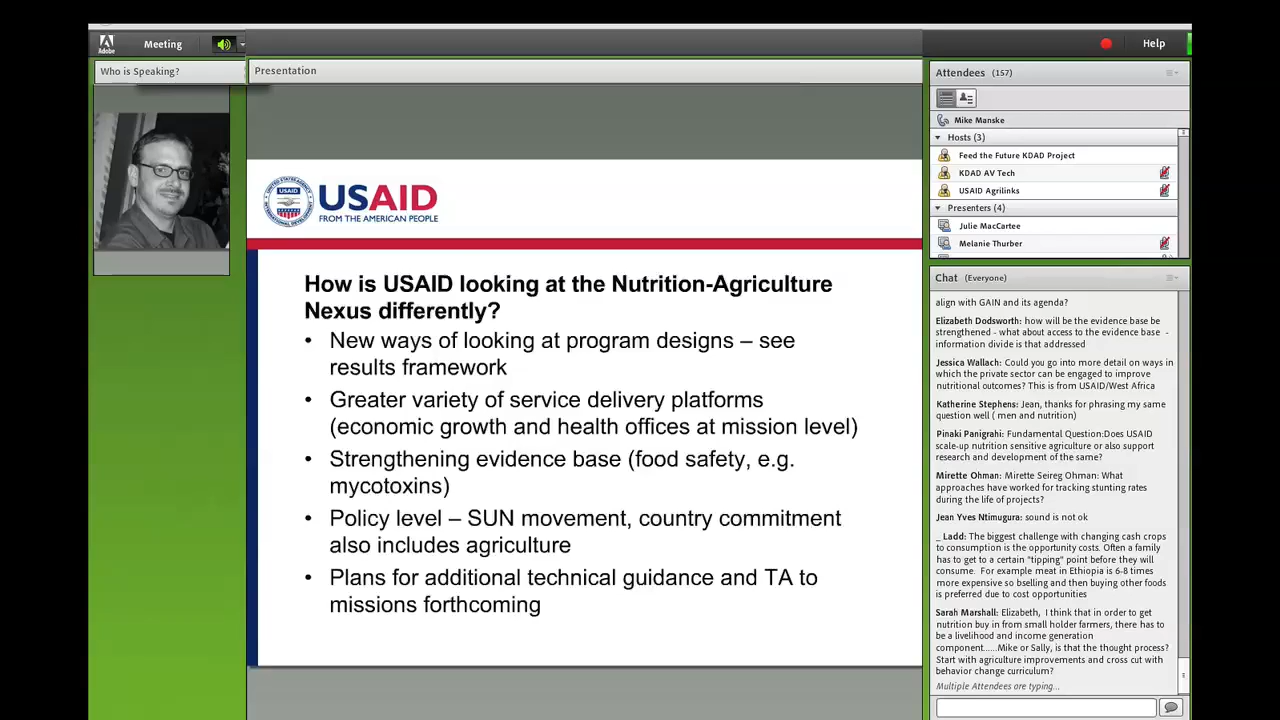 Adobe
Meeting
Help
Who is Speaking?
Presentation
USAID
FROM THE AMERICAN PEOPLE
How is USAID looking at the Nutrition-Agriculture
Nexus differently?
• New ways of looking at program designs – see
results framework
• Greater variety of service delivery platforms
(economic growth and health offices at mission level)
• Strengthening evidence base (food safety, e.g.
mycotoxins)
• Policy level – SUN movement, country commitment
also includes agriculture
• Plans for additional technical guidance and TA to
missions forthcoming
Attendees (157)
Mike Manske
Hosts (3)
Feed the Future KDAD Project
KDAD AV Tech
USAID Agrilinks
Presenters (4)
Julie MacCartee
Melanie Thurber
Chat (Everyone)
align with GAIN and its agenda?
Elizabeth Dodsworth: how will be the evidence base be
strengthened - what about access to the evidence base -
information divide is that addressed
Jessica Wallach: Could you go into more detail on ways in
which the private sector can be engaged to improve
nutritional outcomes? This is from USAID/West Africa
Katherine Stephens: Jean, thanks for phrasing my same
question well ( men and nutrition)
Pinaki Panigrahi: Fundamental Question:Does USAID
scale-up nutrition sensitive agriculture or also support
research and development of the same?
Mirette Ohman: Mirette Seireg Ohman: What
approaches have worked for tracking stunting rates
during the life of projects?
Jean Yves Ntimugura: sound is not ok
_ Ladd: The biggest challenge with changing cash crops
to consumption is the opportunity costs. Often a family
has to get to a certain "tipping" point before they will
consume. For example meat in Ethiopia is 6-8 times
more expensive so bselling and then buying other foods
is preferred due to cost opportunities
Sarah Marshall: Elizabeth, I think that in order to get
nutrition buy in from small holder farmers, there has to
be a livelihood and income generation
component......Mike or Sally, is that the thought process?
Start with agriculture improvements and cross cut with
behavior change curriculum?
Multiple Attendees are typing...